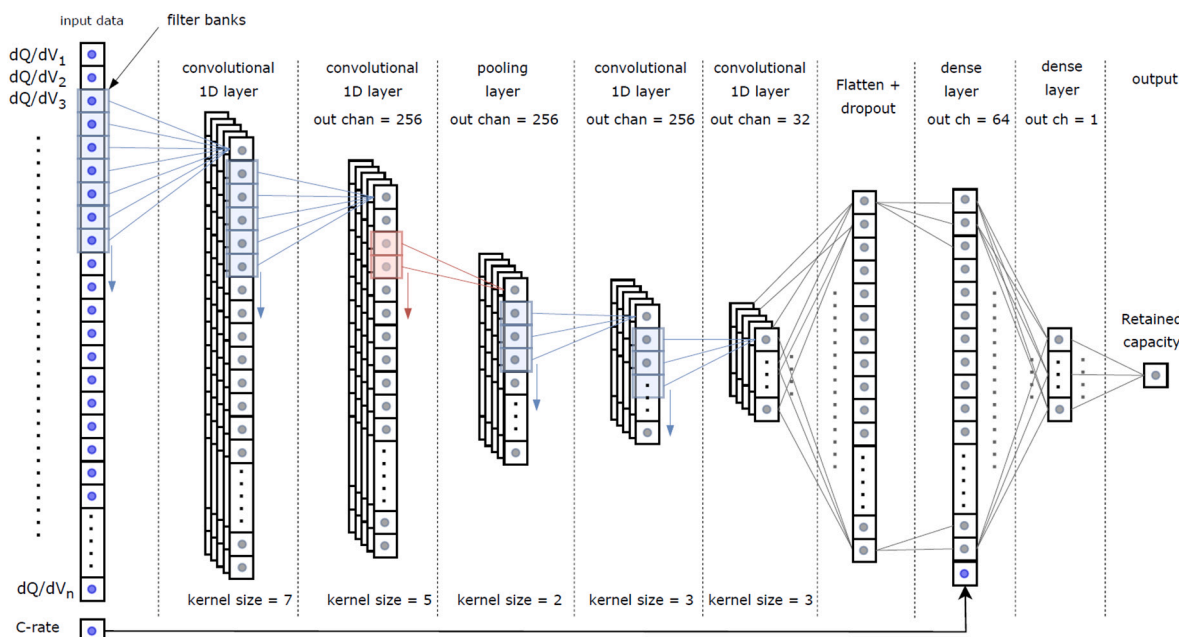 input data
filter banks
dQ/dV1
dQ/dV2
dQ/dV3
dQ/dVn
C-rate
convolutional
1D layer
kernel size = 7
convolutional
1D layer
out chan = 256
kernel size = 5
pooling
layer
out chan = 256
kernel size = 2
convolutional
1D layer
out chan = 256
kernel size = 3
convolutional
1D layer
out chan = 32
kernel size = 3
Flatten +
dropout
dense
layer
out ch = 64
dense
layer
out ch = 1
output
Retained
capacity